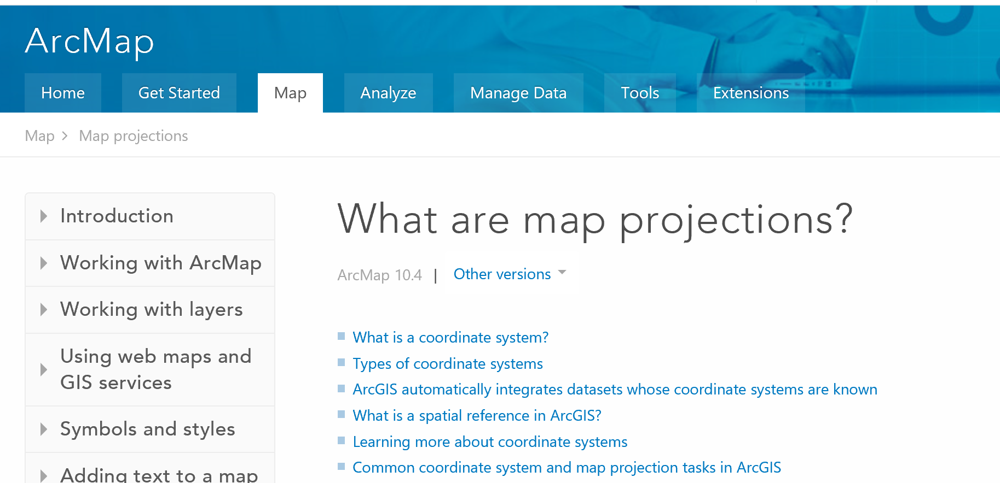 ArcMap
Home
Get Started
Map
Analyze
Manage Data
Tools
Extensions
Map > Map projections
Introduction
Working with ArcMap
Working with layers
Using web maps and
GIS services
Symbols and styles
Adding text to a map
What are map projections?
ArcMap 10.4 | Other versions
What is a coordinate system?
Types of coordinate systems
ArcGIS automatically integrates datasets whose coordinate systems are known
What is a spatial reference in ArcGIS?
Learning more about coordinate systems
Common coordinate system and map projection tasks in ArcGIS